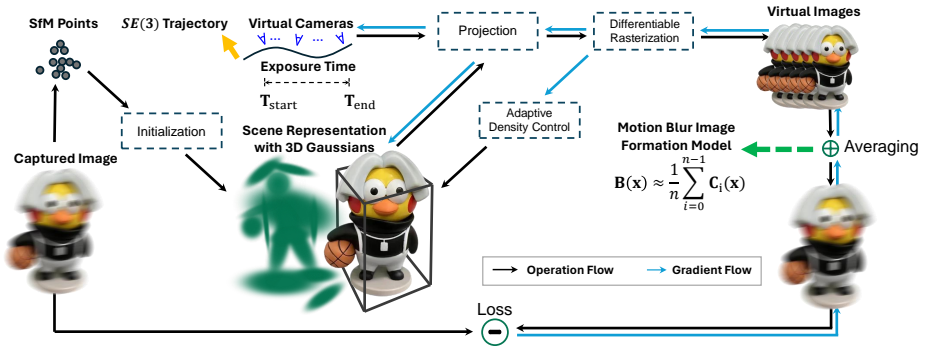 SfM Points
SE(3) Trajectory
Virtual Cameras
... ...
Exposure Time
T_start T_end
Projection
Differentiable
Rasterization
Virtual Images
Initialization
Adaptive
Density Control
Scene Representation
with 3D Gaussians
Captured Image
Motion Blur Image
Formation Model
B(x) ≈ \frac{1}{n} \sum_{i=0}^{n-1} C_i(x)
Averaging
Operation Flow
Gradient Flow
Loss